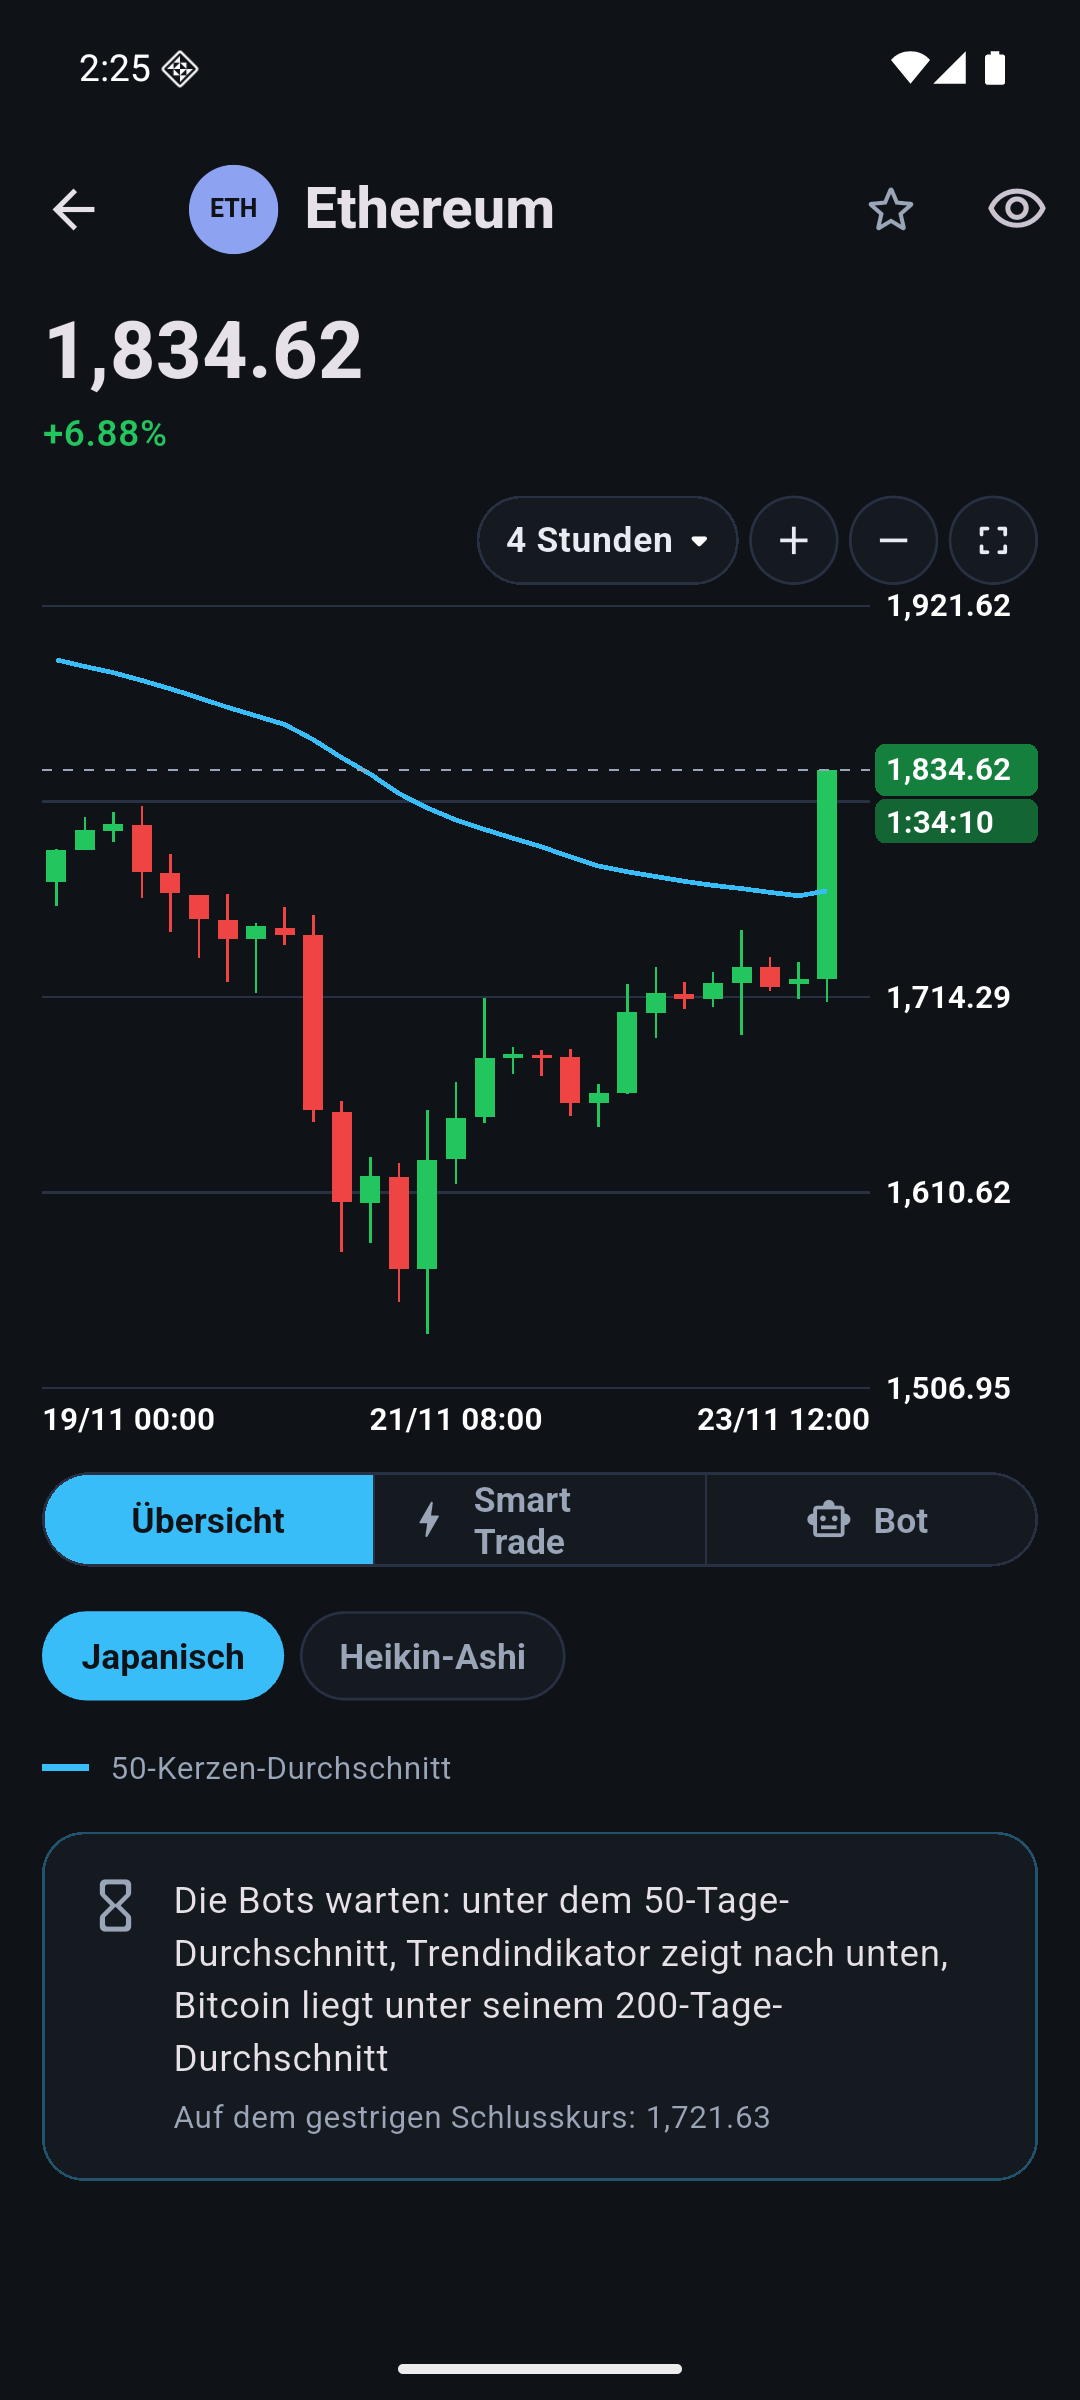 2:25
ETH
Ethereum
1,834.62
+6.88%
4 Stunden
1,921.62
1,834.62
1:34:10
1,714.29
1,610.62
1,506.95
19/11 00:00
21/11 08:00
23/11 12:00
Übersicht
Smart
Trade
Bot
Japanisch
Heikin-Ashi
50-Kerzen-Durchschnitt
Die Bots warten: unter dem 50-Tage-
Durchschnitt, Trendindikator zeigt nach unten,
Bitcoin liegt unter seinem 200-Tage-
Durchschnitt
Auf dem gestrigen Schlusskurs: 1,721.63